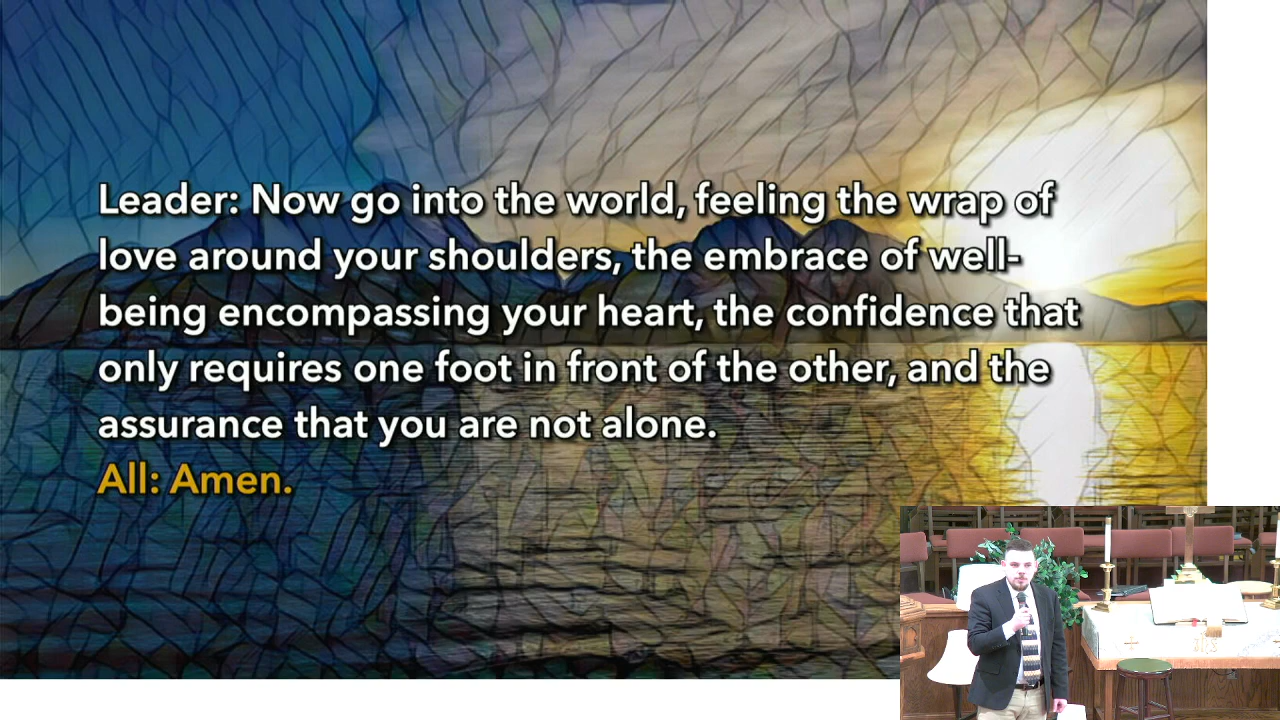 Leader: Now go into the world, feeling the wrap of
love around your shoulders, the embrace of well-
being encompassing your heart, the confidence that
only requires one foot in front of the other, and the
assurance that you are not alone.
All: Amen.